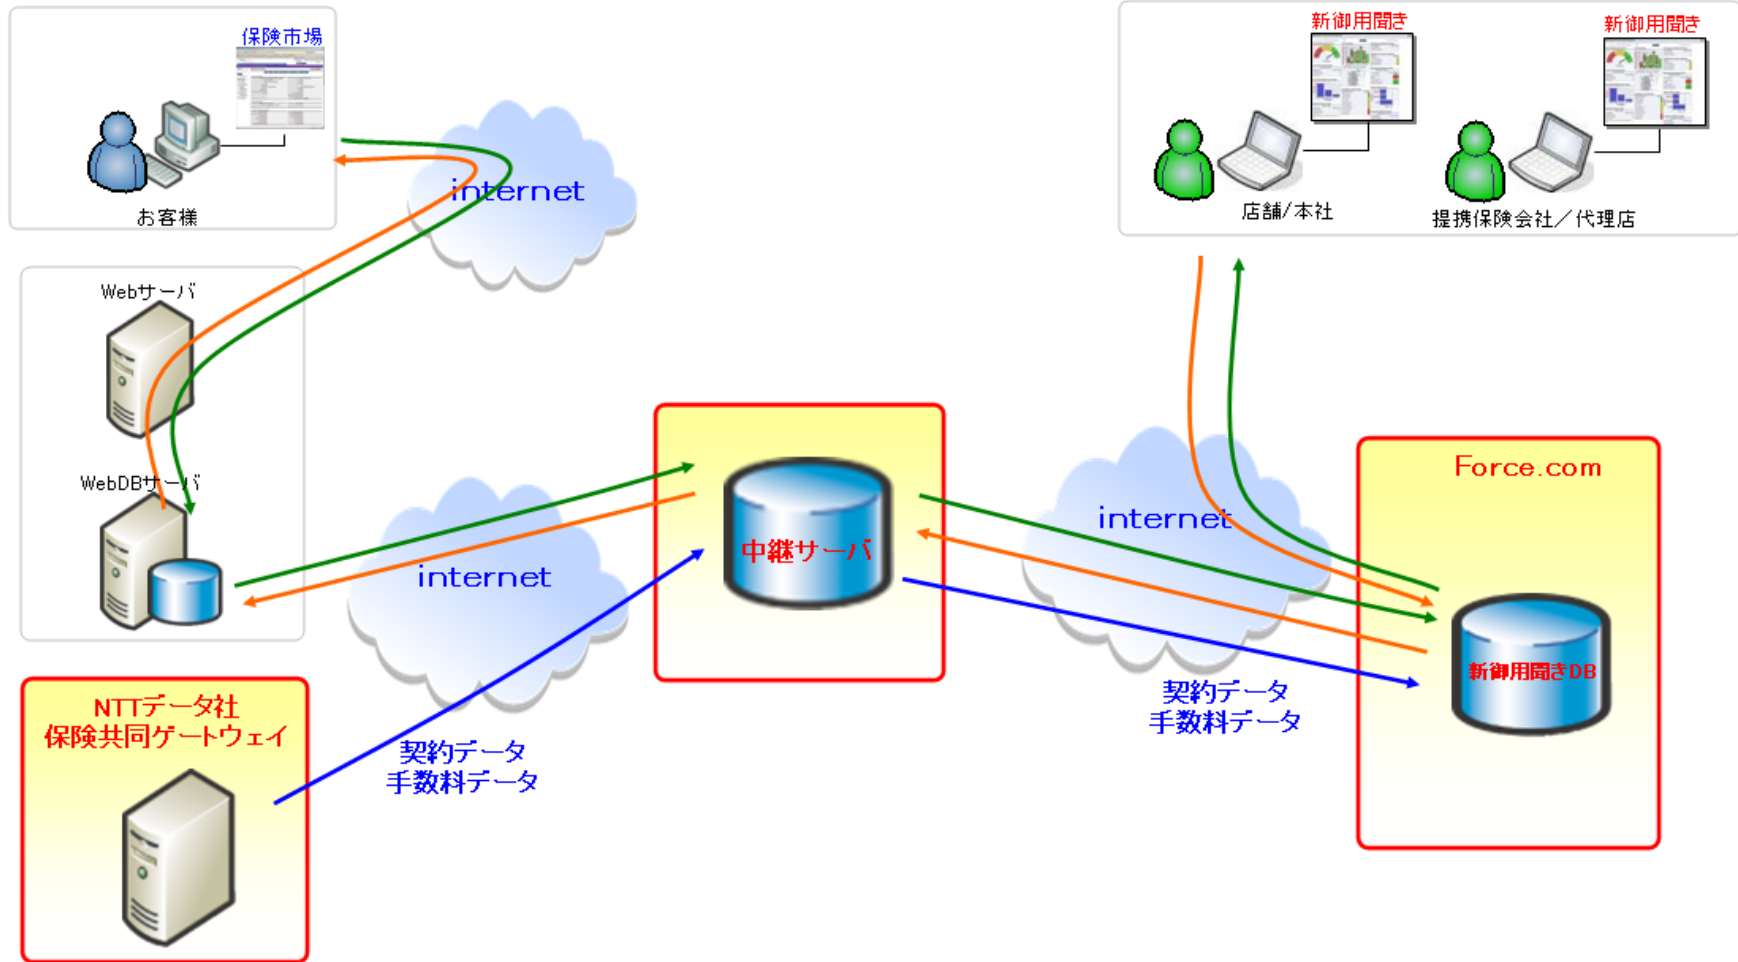 保険市場
お客様
internet
新御用聞き
新御用聞き
店舗/本社
提携保険会社／代理店
Webサーバ
WebDBサーバ
internet
中継サーバ
internet
Force.com
新御用聞きDB
NTTデータ社
保険共同ゲートウェイ
契約データ
手数料データ
契約データ
手数料データ